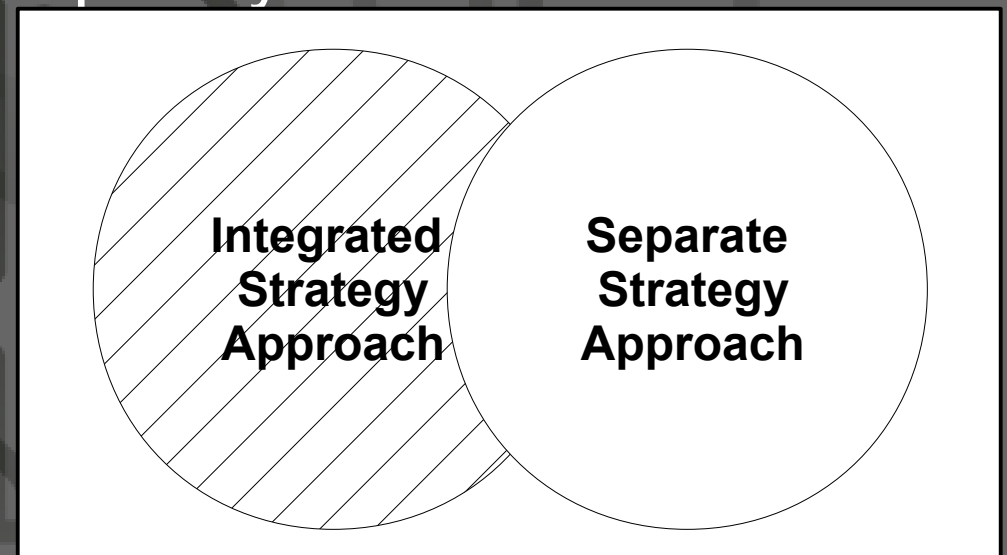 Integrated
Strategy
Approach
Separate
Strategy
Approach